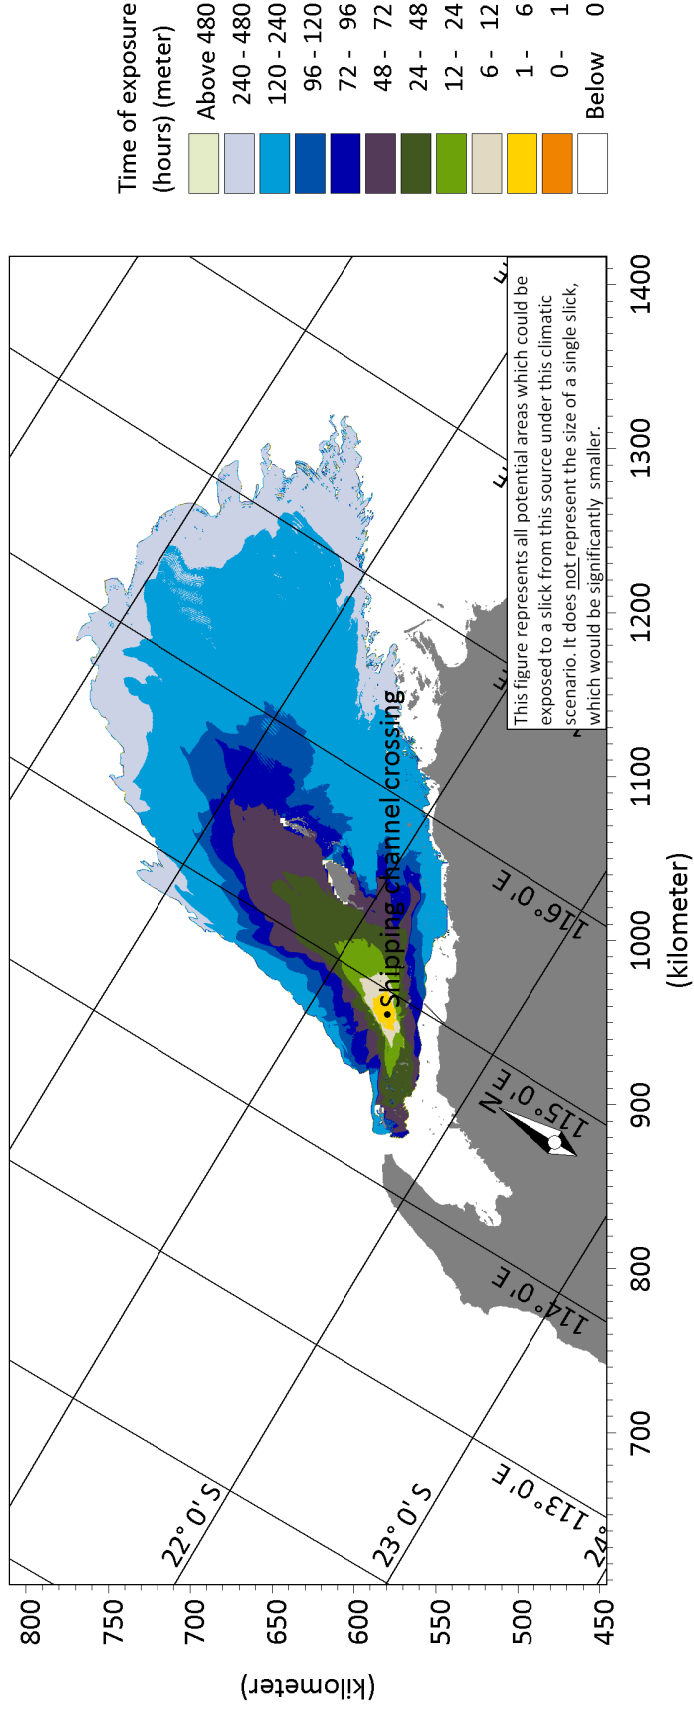 Time of exposure
(hours) (meter)
Above 480
240 - 480
120 - 240
96 - 120
72 - 96
48 - 72
24 - 48
12 - 24
6 - 12
1 - 6
0 - 1
Below 0
800
750
700
650
600
550
500
450
(kilometer)
22° 0' S
23° 0' S
24°
113° 0' E
114° 0' E
115° 0' E
116° 0' E
N
Shipping channel crossing
This figure represents all potential areas which could be
exposed to a slick from this source under this climatic
scenario. It does not represent the size of a single slick,
which would be significantly smaller.
700
800
900
1000
1100
1200
1300
1400
(kilometer)